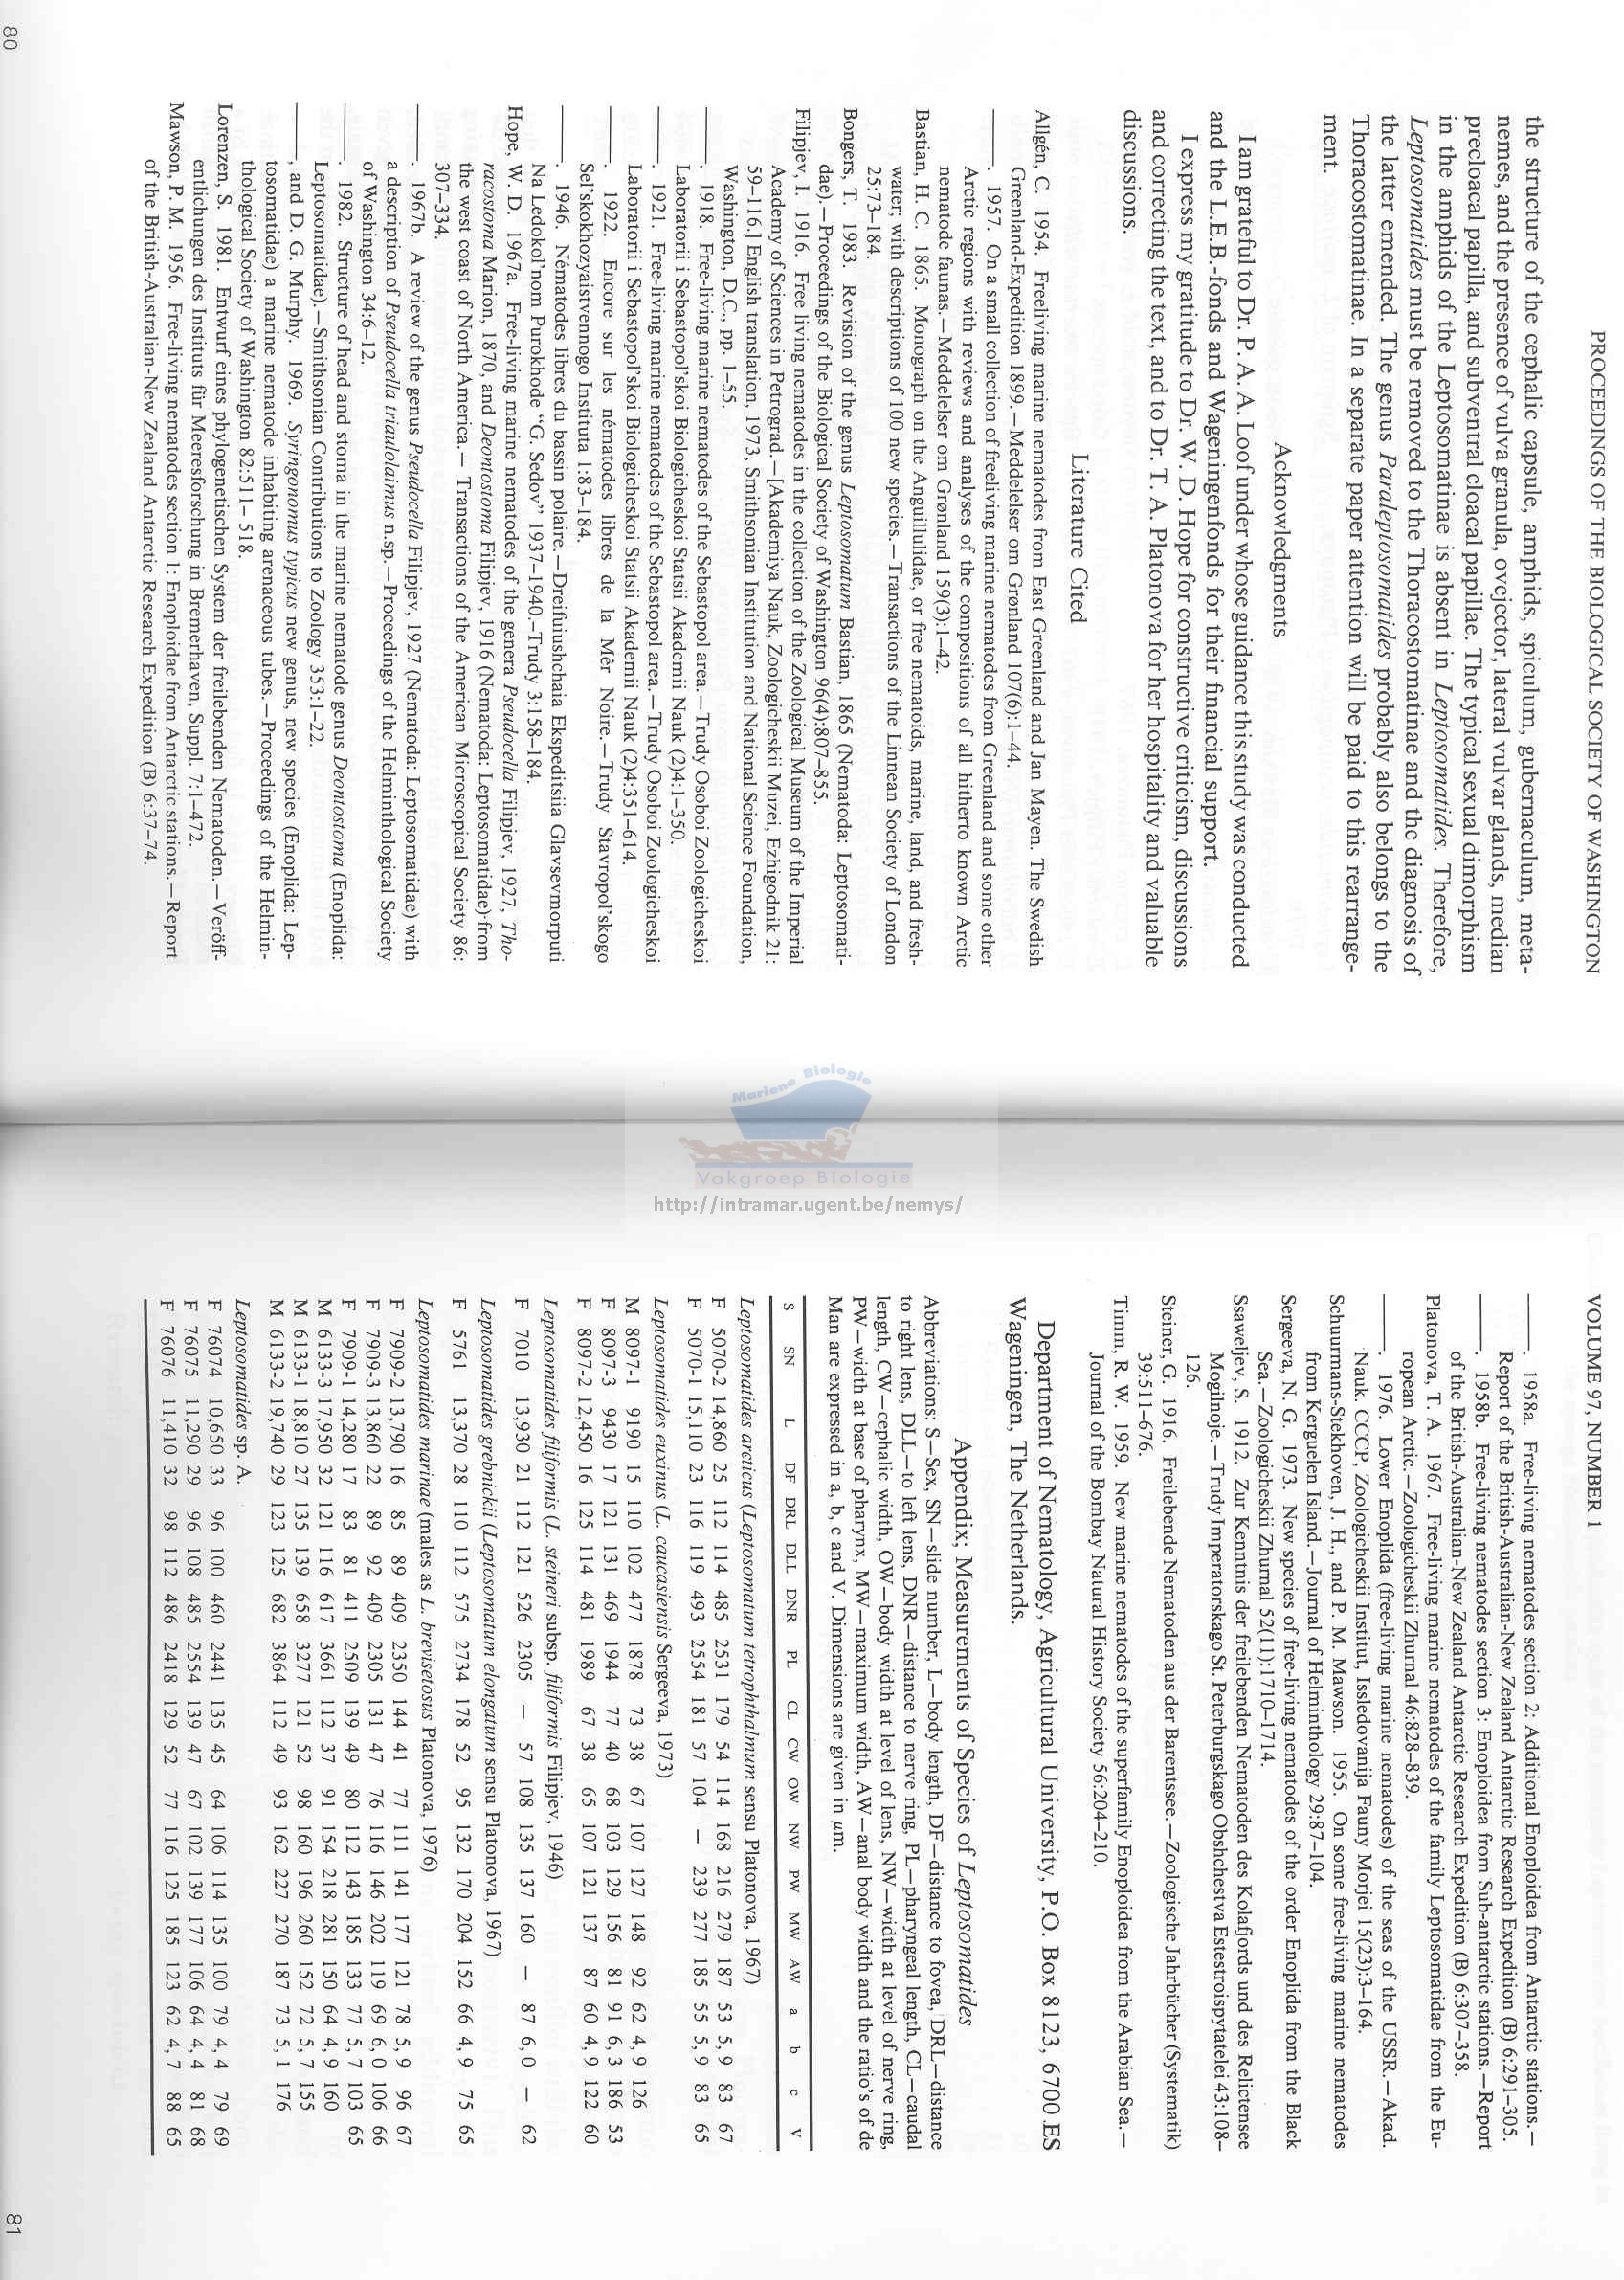 80
PROCEEDINGS OF THE BIOLOGICAL SOCIETY OF WASHINGTON
the structure of the cephalic capsule, amphids, spiculum, gubernaculum, meta-
nemes, and the presence of vulva granula, ovejector, lateral vulvar glands, median
precloacal papilla, and subventral cloacal papillae. The typical sexual dimorphism
in the amphids of the Leptosomatinae is absent in Leptosomatides. Therefore,
Leptosomatides must be removed to the Thoracostomatinae and the diagnosis of
the latter emended. The genus Paraleptosomatides probably also belongs to the
Thoracostomatinae. In a separate paper attention will be paid to this rearrange-
ment.
Acknowledgments
I am grateful to Dr. P. A. A. Loof under whose guidance this study was conducted
and the L.E.B.-fonds and Wageningenfonds for their financial support.
I express my gratitude to Dr. W. D. Hope for constructive criticism, discussions
and correcting the text, and to Dr. T. A. Platonova for her hospitality and valuable
discussions.
Literature Cited
Allgén, C. 1954. Freeliving marine nematodes from East Greenland and Jan Mayen. The Swedish
Greenland-Expedition 1899.—Meddelelser om Grønland 107(6):1–44.
———. 1957. On a small collection of freeliving marine nematodes from Greenland and some other
Arctic regions with reviews and analyses of the compositions of all hitherto known Arctic
nematode faunas.—Meddelelser om Grønland 159(3):1–42.
Bastian, H. C. 1865. Monograph on the Anguillulidae, or free nematoids, marine, land, and fresh-
water; with descriptions of 100 new species.—Transactions of the Linnean Society of London
25:73–184.
Bongers, T. 1983. Revision of the genus Leptosomatum Bastian, 1865 (Nematoda: Leptosomati-
dae).—Proceedings of the Biological Society of Washington 96(4):807–855.
Filipjev, I. 1916. Free living nematodes in the collection of the Zoological Museum of the Imperial
Academy of Sciences in Petrograd.—[Akademiya Nauk, Zoologicheskii Muzei, Ezhigodnik 21:
59–116.] English translation, 1973, Smithsonian Institution and National Science Foundation,
Washington, D.C., pp. 1–55.
———. 1918. Free-living marine nematodes of the Sebastopol area.—Trudy Osoboi Zoologicheskoi
Laboratorii i Sebastopol'skoi Biologicheskoi Statsii Akademii Nauk (2)4:1–350.
———. 1921. Free-living marine nematodes of the Sebastopol area.—Trudy Osoboi Zoologicheskoi
Laboratorii i Sebastopol'skoi Biologicheskoi Statsii Akademii Nauk (2)4:351–614.
———. 1922. Encore sur les nématodes libres de la Mêr Noire.—Trudy Stavropol'skogo
Sel'skokhozyaistvennogo Instituta 1:83–184.
———. 1946. Nématodes libres du bassin polaire.—Dreifuiushchaia Ekspeditsiia Glavsevmorputi
Na Ledokol'nom Purokhode "G. Sedov" 1937–1940.–Trudy 3:158–184.
Hope, W. D. 1967a. Free-living marine nematodes of the genera Pseudocella Filipjev, 1927, Tho-
racostoma Marion, 1870, and Deontostoma Filipjev, 1916 (Nematoda: Leptosomatidae) from
the west coast of North America.— Transactions of the American Microscopical Society 86:
307–334.
———. 1967b. A review of the genus Pseudocella Filipjev, 1927 (Nematoda: Leptosomatidae) with
a description of Pseudocella triaulolaimus n.sp.—Proceedings of the Helminthological Society
of Washington 34:6–12.
———. 1982. Structure of head and stoma in the marine nematode genus Deontostoma (Enoplida:
Leptosomatidae).—Smithsonian Contributions to Zoology 353:1–22.
———, and D. G. Murphy. 1969. Syringonomus typicus new genus, new species (Enoplida: Lep-
tosomatidae) a marine nematode inhabiting arenaceous tubes.—Proceedings of the Helmin-
thological Society of Washington 82:511– 518.
Lorenzen, S. 1981. Entwurf eines phylogenetischen System der freilebenden Nematoden.—Veröff-
entlichungen des Instituts für Meeresforschung in Bremerhaven, Suppl. 7:1–472.
Mawson, P. M. 1956. Free-living nematodes section 1: Enoploidae from Antarctic stations.—Report
of the British-Australian-New Zealand Antarctic Research Expedition (B) 6:37–74.
Mariene Biologie
Vakgroep Biologie
http://intramar.ugent.be/nemys/
VOLUME 97, NUMBER 1
81
———. 1958a. Free-living nematodes section 2: Additional Enoploidea from Antarctic stations.—
Report of the British-Australian-New Zealand Antarctic Research Expedition (B) 6:291–305.
———. 1958b. Free-living nematodes section 3: Enoploidea from Sub-antarctic stations.—Report
of the British-Australian-New Zealand Antarctic Research Expedition (B) 6:307–358.
Platonova, T. A. 1967. Free-living marine nematodes of the family Leptosomatidae from the Eu-
ropean Arctic.—Zoologicheskii Zhurnal 46:828–839.
———. 1976. Lower Enoplida (free-living marine nematodes) of the seas of the USSR.—Akad.
Nauk. CCCP, Zoologicheskii Institut, Issledovanija Fauny Morjei 15(23):3–164.
Schuurmans-Stekhoven, J. H., and P. M. Mawson. 1955. On some free-living marine nematodes
from Kerguelen Island.—Journal of Helminthology 29:87–104.
Sergeeva, N. G. 1973. New species of free-living nematodes of the order Enoplida from the Black
Sea.—Zoologicheskii Zhurnal 52(11):1710–1714.
Ssaweljev, S. 1912. Zur Kenntnis der freilebenden Nematoden des Kolafjords und des Relictensee
Mogilnoje.—Trudy Imperatorskago St. Peterburgskago Obshchestva Estestroispytatelei 43:108–
126.
Steiner, G. 1916. Freilebende Nematoden aus der Barentssee.—Zoologische Jahrbücher (Systematik)
39:511–676.
Timm, R. W. 1959. New marine nematodes of the superfamily Enoploidea from the Arabian Sea.—
Journal of the Bombay Natural History Society 56:204–210.
Department of Nematology, Agricultural University, P.O. Box 8123, 6700 ES
Wageningen, The Netherlands.
Appendix; Measurements of Species of Leptosomatides
Abbreviations: S—Sex, SN—slide number, L—body length, DF—distance to fovea, DRL—distance
to right lens, DLL—to left lens, DNR—distance to nerve ring, PL—pharyngeal length, CL—caudal
length, CW—cephalic width, OW—body width at level of lens, NW—width at level of nerve ring,
PW—width at base of pharynx, MW—maximum width, AW—anal body width and the ratio's of de
Man are expressed in a, b, c and V. Dimensions are given in μm.
S SN L DF DRL DLL DNR PL CL CW OW NW PW MW AW a b c V
Leptosomatides arcticus (Leptosomatum tetrophthalmum sensu Platonova, 1967)
F 5070-2 14,860 25 112 114 485 2531 179 54 114 168 216 279 187 53 5,9 83 67
F 5070-1 15,110 23 116 119 493 2554 181 57 104 — 239 277 185 55 5,9 83 65
Leptosomatides euxinus (L. caucasiensis Sergeeva, 1973)
M 8097-1 9190 15 110 102 477 1878 73 38 67 107 127 148 92 62 4,9 126
F 8097-3 9430 17 121 131 469 1944 77 40 68 103 129 156 81 91 6,3 186 53
F 8097-2 12,450 16 125 114 481 1989 67 38 65 107 121 137 87 60 4,9 122 60
Leptosomatides filiformis (L. steineri subsp. filiformis Filipjev, 1946)
F 7010 13,930 21 112 121 526 2305 — 57 108 135 137 160 — 87 6,0 — 62
Leptosomatides grebnickii (Leptosomatum elongatum sensu Platonova, 1967)
F 5761 13,370 28 110 112 575 2734 178 52 95 132 170 204 152 66 4,9 75 65
Leptosomatides marinae (males as L. brevisetosus Platonova, 1976)
F 7909-2 13,790 16 85 89 409 2350 144 41 77 111 141 177 121 78 5,9 96 67
F 7909-3 13,860 22 89 92 409 2305 131 47 76 116 146 202 119 69 6,0 106 66
F 7909-1 14,280 17 83 81 411 2509 139 49 80 112 143 185 133 77 5,7 103 65
M 6133-3 17,950 32 121 116 617 3661 112 37 91 154 218 281 150 64 4,9 160
M 6133-1 18,810 27 135 139 658 3277 121 52 98 160 196 260 152 72 5,7 155
M 6133-2 19,740 29 123 125 682 3864 112 49 93 162 227 270 187 73 5,1 176
Leptosomatides sp. A.
F 76074 10,650 33 96 100 460 2441 135 45 64 106 114 135 100 79 4,4 79 69
F 76075 11,290 29 96 108 485 2554 139 47 67 102 139 177 106 64 4,4 81 68
F 76076 11,410 32 98 112 486 2418 129 52 77 116 125 185 123 62 4,7 88 65